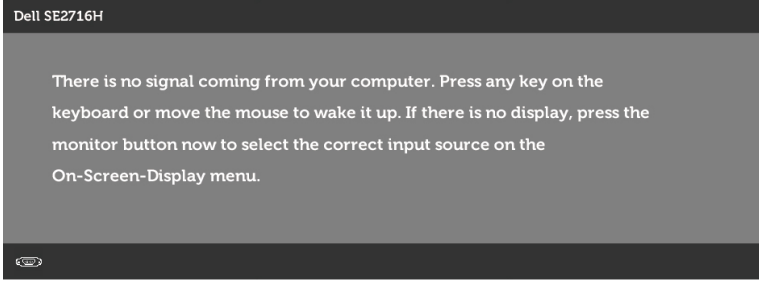 Dell SE2716H
There is no signal coming from your computer. Press any key on the
keyboard or move the mouse to wake it up. If there is no display, press the
monitor button now to select the correct input source on the
On-Screen-Display menu.